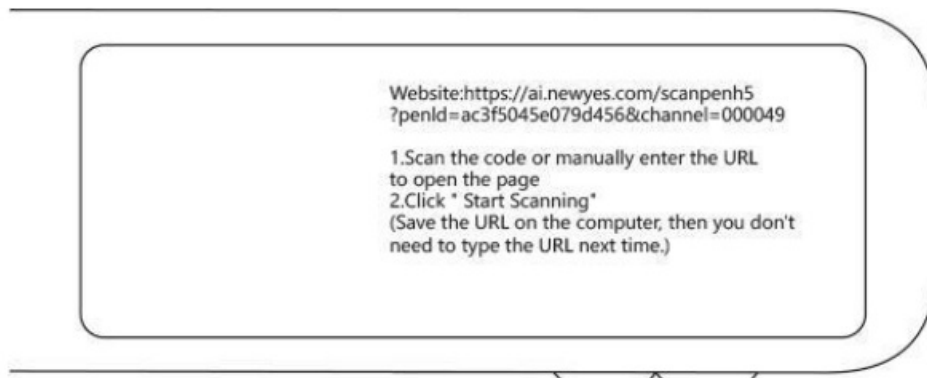 Website:https://ai.newyes.com/scanpenh5
?penId=ac3f5045e079d456&channel=000049
1.Scan the code or manually enter the URL
to open the page
2.Click " Start Scanning"
(Save the URL on the computer, then you don't
need to type the URL next time.)